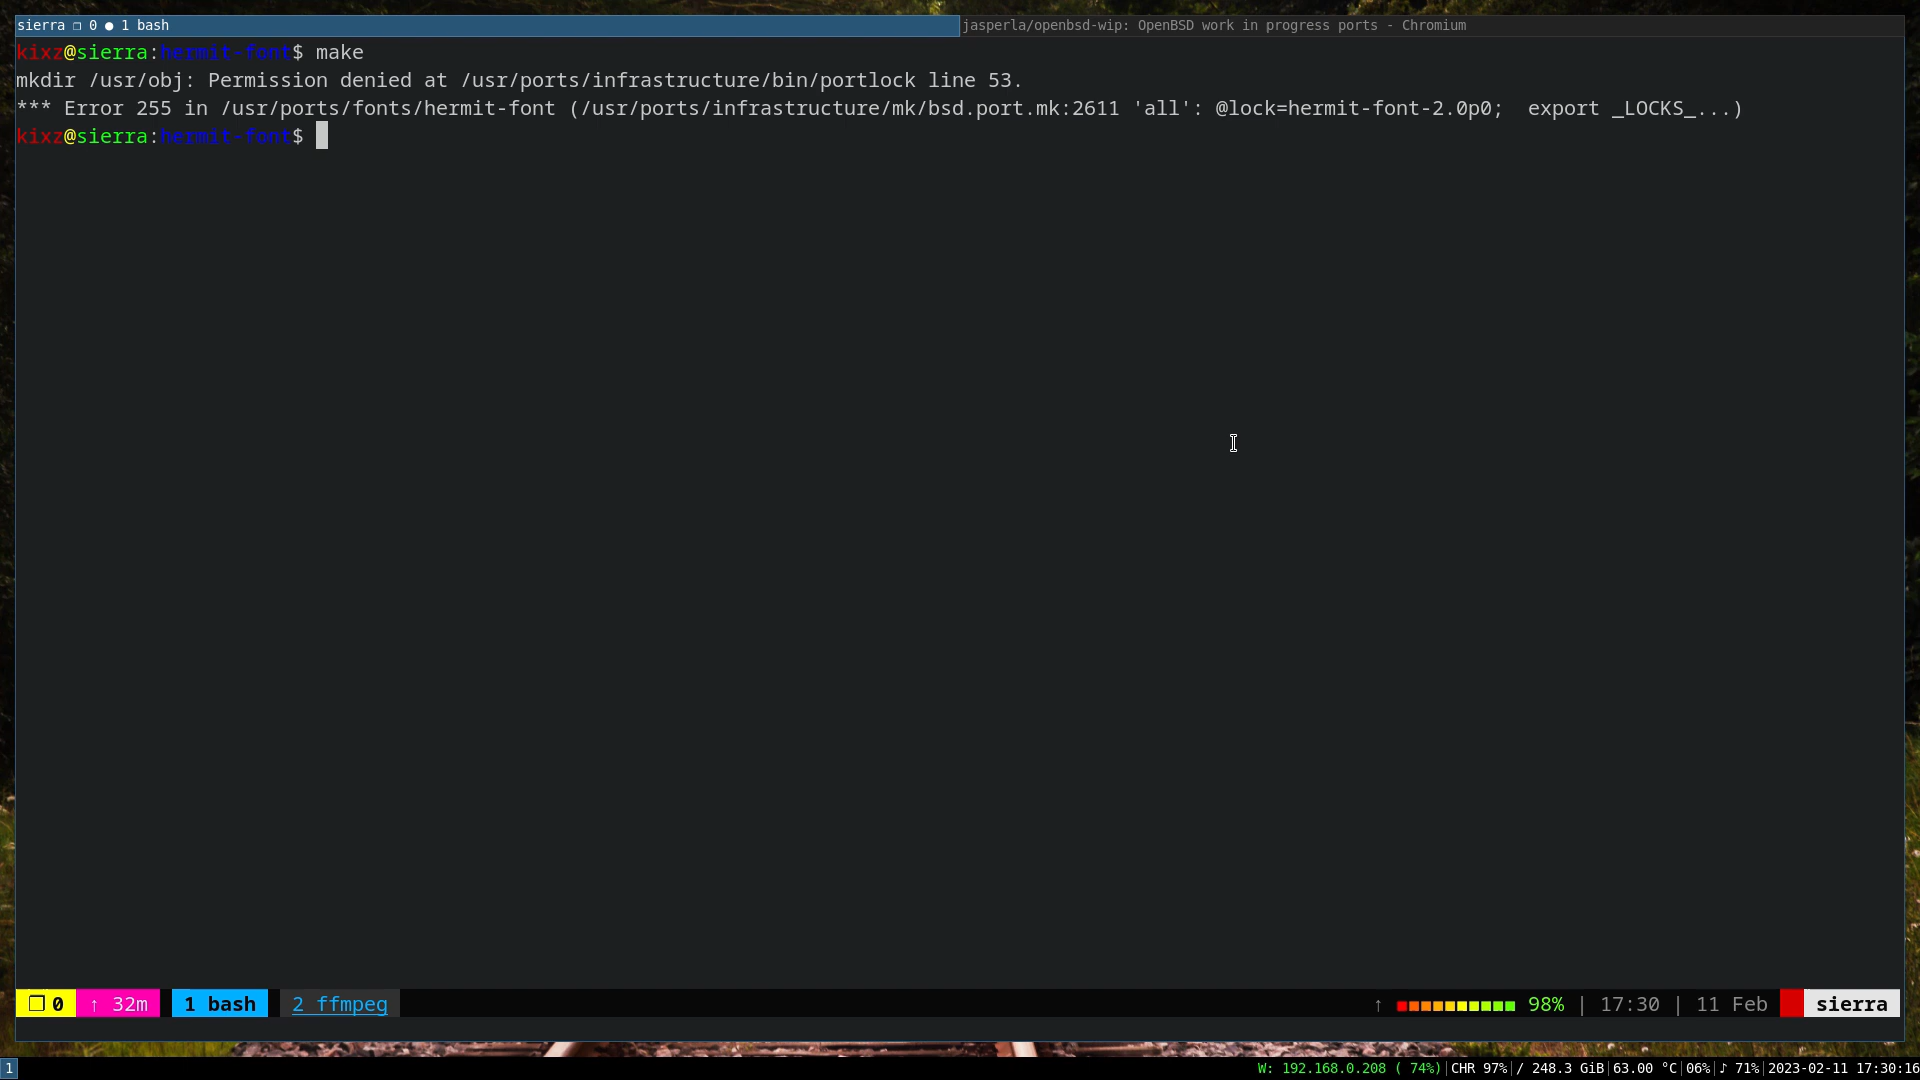 sierra ❐ 0 ● 1 bash
jasperla/openbsd-wip: OpenBSD work in progress ports - Chromium
kixz@sierra:hermit-font$ make
mkdir /usr/obj: Permission denied at /usr/ports/infrastructure/bin/portlock line 53.
*** Error 255 in /usr/ports/fonts/hermit-font (/usr/ports/infrastructure/mk/bsd.port.mk:2611 'all': @lock=hermit-font-2.0p0;  export _LOCKS_...)
kixz@sierra:hermit-font$
❐ 0 ↑ 32m 1 bash 2 ffmpeg ↑ 98% | 17:30 | 11 Feb sierra
1 W: 192.168.0.208 ( 74%)|CHR 97%|/ 248.3 GiB|63.00 °C|06%|♪ 71%|2023-02-11 17:30:16